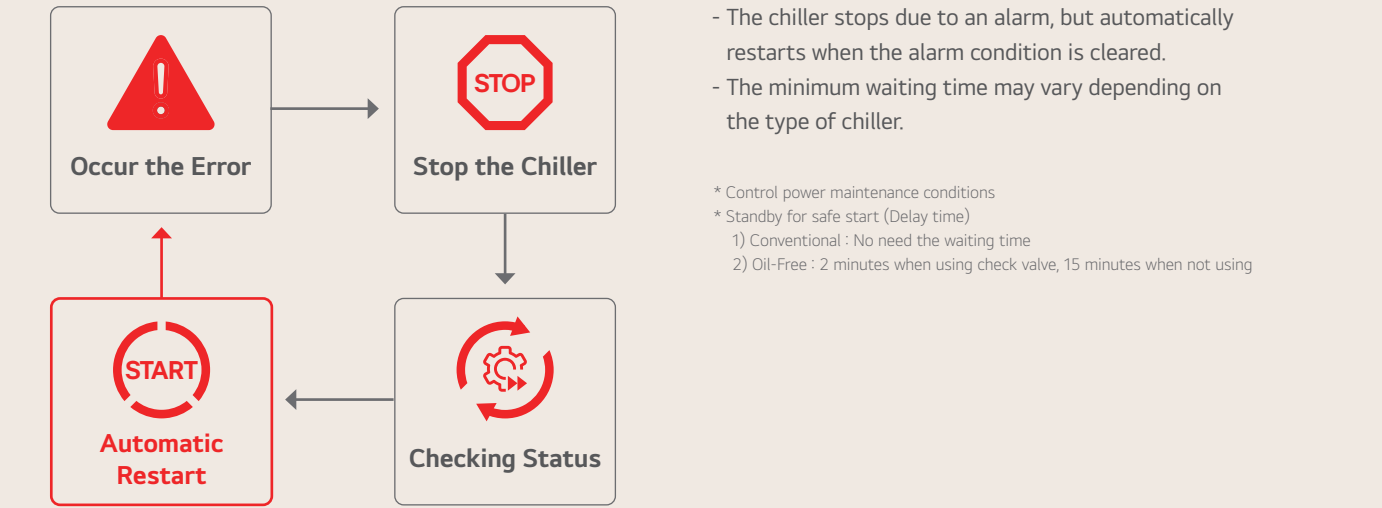 STOP
Occur the Error
Stop the Chiller
START
Automatic
Restart
Checking Status
- The chiller stops due to an alarm, but automatically
restarts when the alarm condition is cleared.
- The minimum waiting time may vary depending on
the type of chiller.
* Control power maintenance conditions
* Standby for safe start (Delay time)
1) Conventional : No need the waiting time
2) Oil-Free : 2 minutes when using check valve, 15 minutes when not using